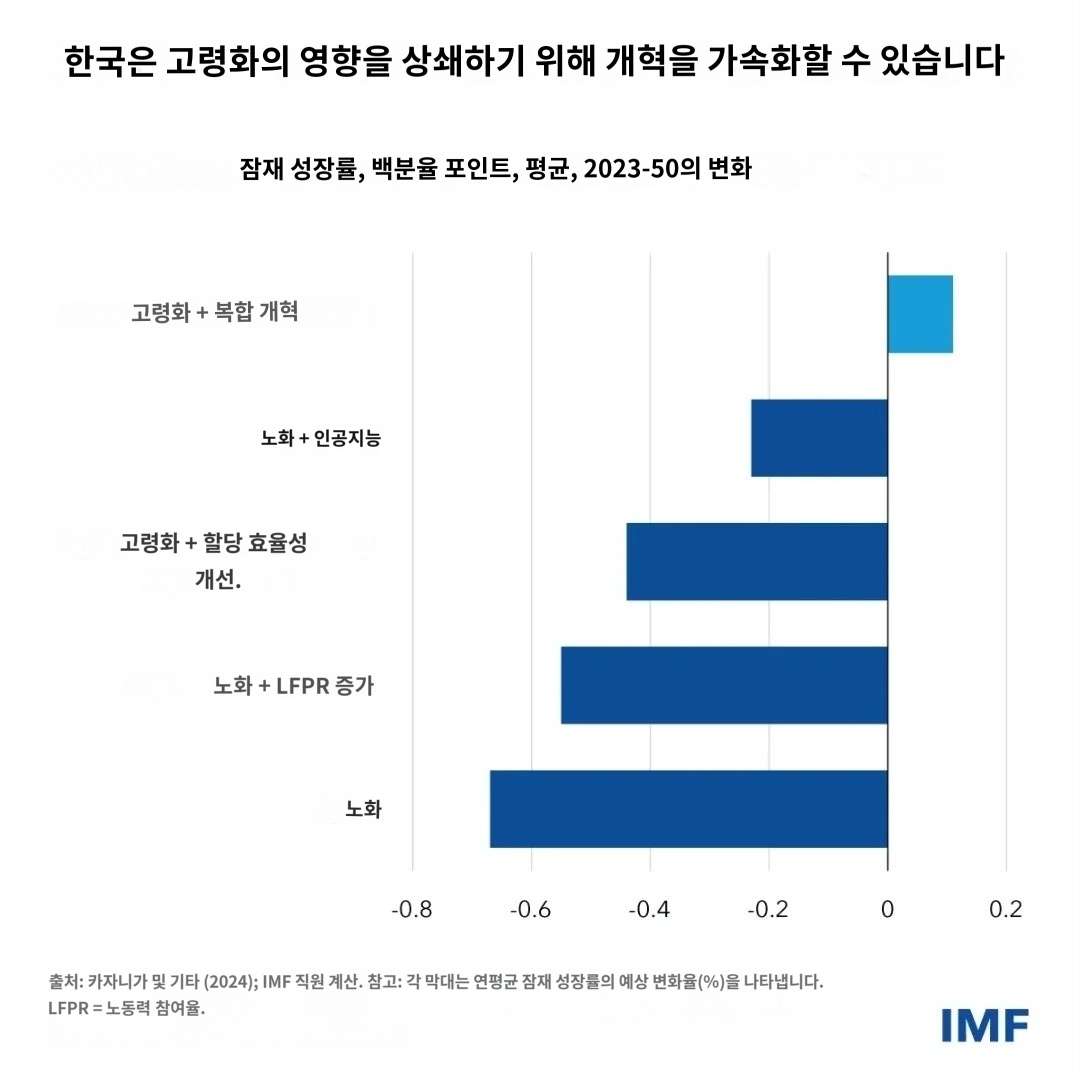 한국은 고령화의 영향을 상쇄하기 위해 개혁을 가속화할 수 있습니다
잠재 성장률, 백분율 포인트, 평균, 2023-50의 변화
고령화 + 복합 개혁
노화 + 인공지능
고령화 + 할당 효율성
개선.
노화 + LFPR 증가
노화
-0.8 -0.6 -0.4 -0.2 0 0.2
출처: 카자니가 및 기타 (2024); IMF 직원 계산. 참고: 각 막대는 연평균 잠재 성장률의 예상 변화율(%)을 나타냅니다.
LFPR = 노동력 참여율.
IMF